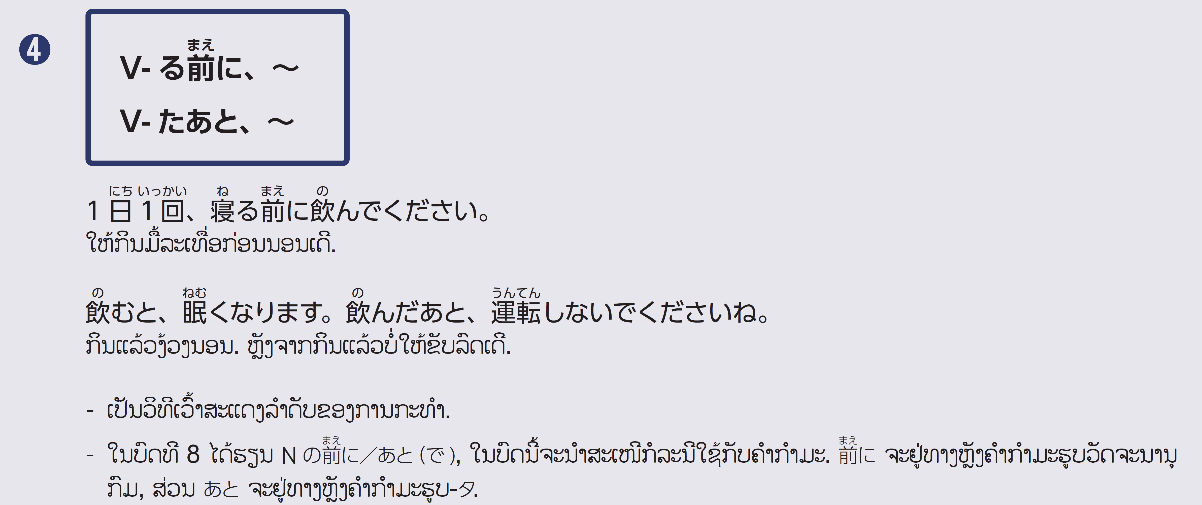 4
まえ
V- る前に、～
V- たあと、～
にち いっかい ね まえ の
1 日 1 回、寝る前に飲んでください。
ໃຫ້ກິນມື້ລະເທື່ອກ່ອນນອນເດີ.
の ねむ の うんてん
飲むと、眠くなります。飲んだあと、運転しないでくださいね。
ກິນແລ້ວງ້ວງນອນ. ຫຼັງຈາກກິນແລ້ວບໍ່ໃຫ້ຂັບລົດເດີ.
- ເປັນວິທີເວົ້າສະແດງລຳດັບຂອງການກະທຳ.
まえ まえ
- ໃນບົດທີ 8 ໄດ້ຮຽນ N の前に／あと（で）, ໃນບົດນີ້ຈະນຳສະເໜີກໍລະນີໃຊ້ກັບຄຳກຳມະ. 前に ຈະຢູ່ທາງຫຼັງຄຳກຳມະຮູບວັດຈະນານຸ
ກົມ, ສ່ວນ あと ຈະຢູ່ທາງຫຼັງຄຳກຳມະຮູບ-タ.